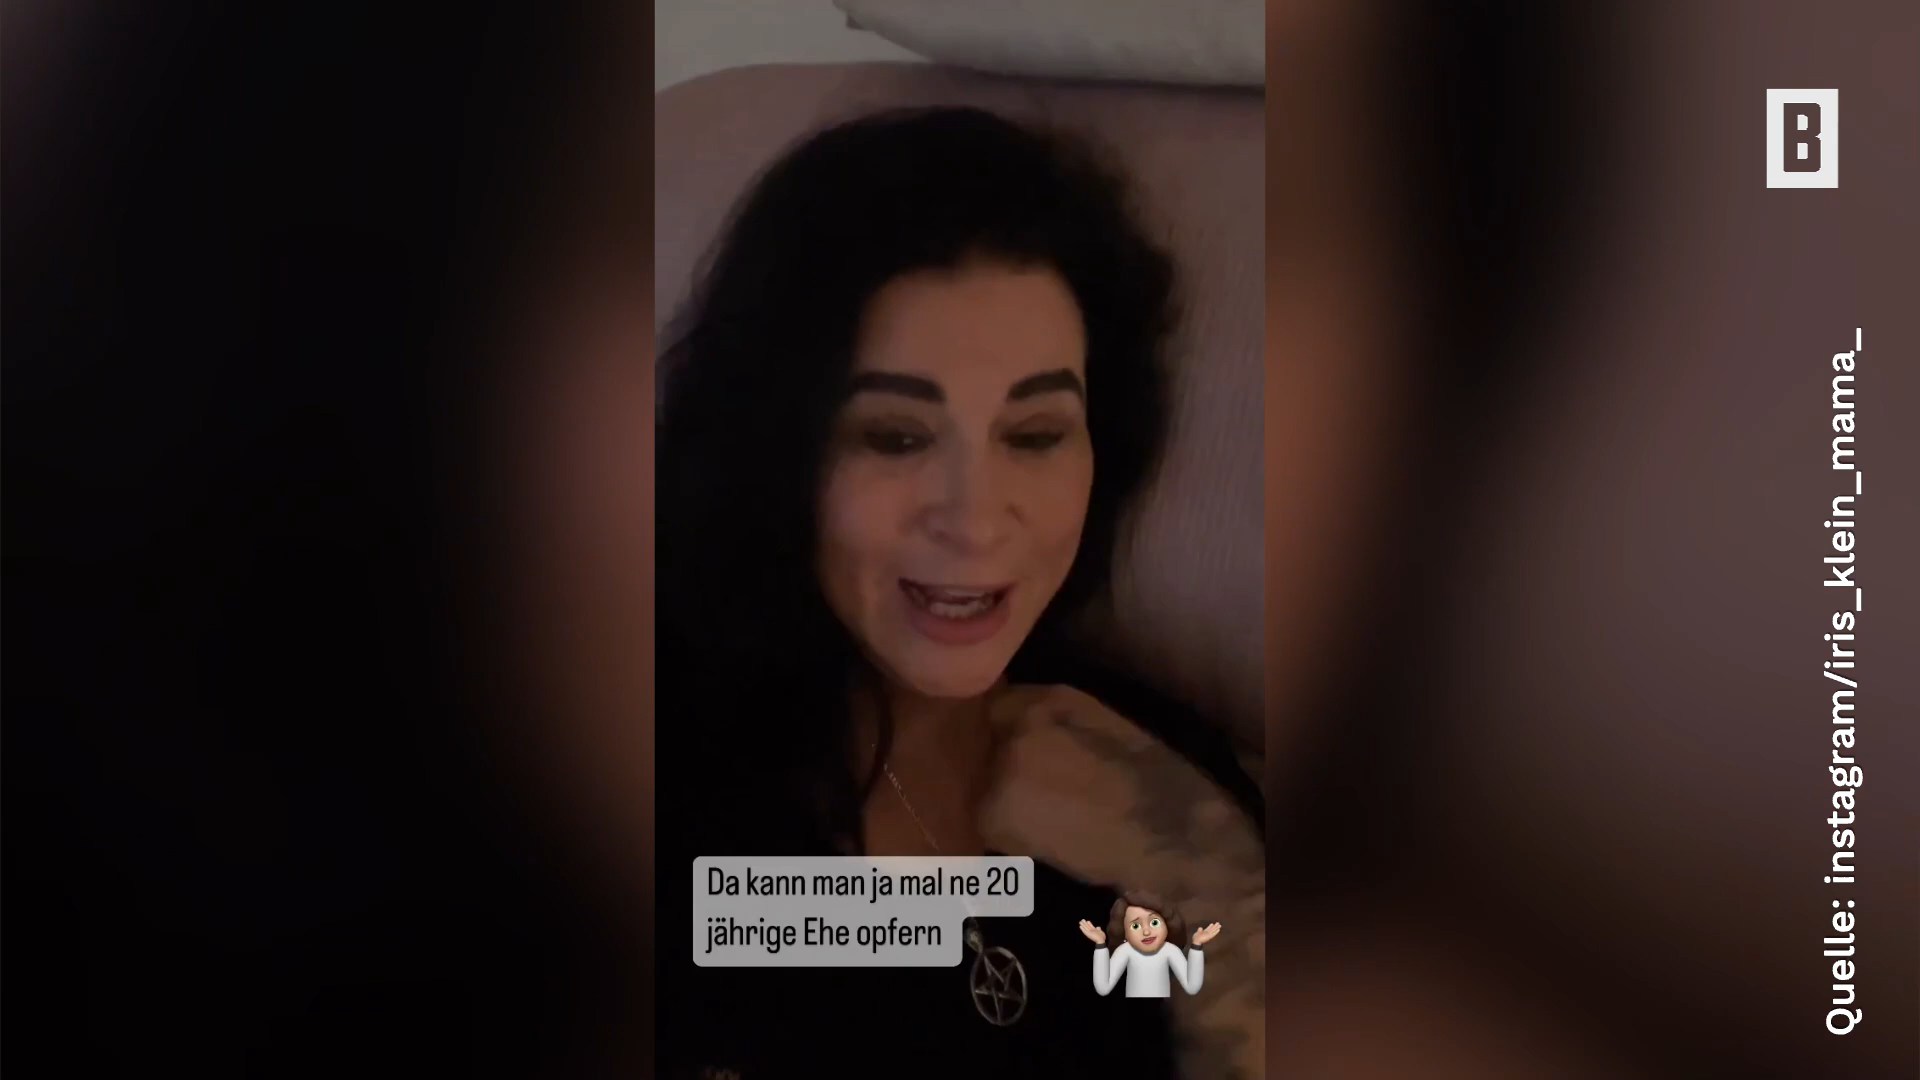 B
Da kann man ja mal ne 20
jährige Ehe opfern
Quelle: instagram/iris_klein_mama_